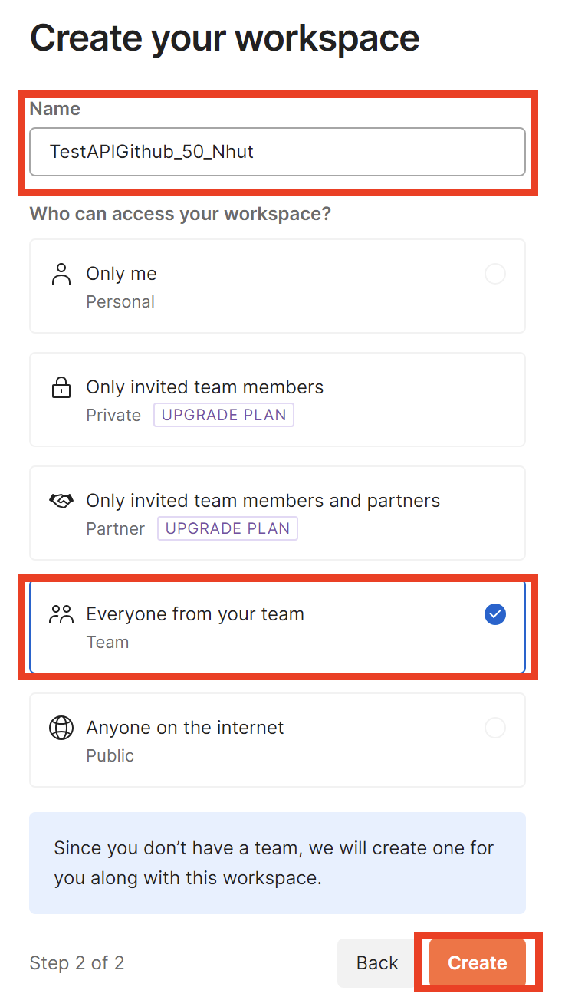 Create your workspace
Name
TestAPIGithub_50_Nhut
Who can access your workspace?
Only me
Personal
Only invited team members
Private UPGRADE PLAN
Only invited team members and partners
Partner UPGRADE PLAN
Everyone from your team
Team
Anyone on the internet
Public
Since you don’t have a team, we will create one for
you along with this workspace.
Step 2 of 2 Back Create